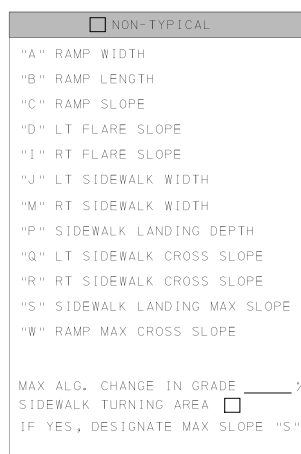 NON-TYPICAL
"A" RAMP WIDTH
"B" RAMP LENGTH
"C" RAMP SLOPE
"D" LT FLARE SLOPE
"I" RT FLARE SLOPE
"J" LT SIDEWALK WIDTH
"M" RT SIDEWALK WIDTH
"P" SIDEWALK LANDING DEPTH
"Q" LT SIDEWALK CROSS SLOPE
"R" RT SIDEWALK CROSS SLOPE
"S" SIDEWALK LANDING MAX SLOPE
"W" RAMP MAX CROSS SLOPE
MAX ALG. CHANGE IN GRADE ______ %
SIDEWALK TURNING AREA
IF YES, DESIGNATE MAX SLOPE "S"